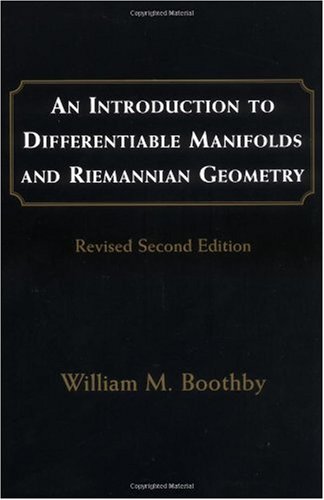 Copyrighted Material
AN INTRODUCTION TO
DIFFERENTIABLE MANIFOLDS
AND RIEMANNIAN GEOMETRY
Revised Second Edition
William M. Boothby
Copyrighted Material